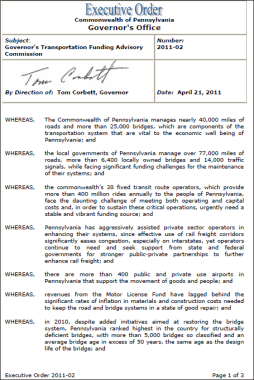 Executive Order
Commonwealth of Pennsylvania
Governor's Office
Subject:
Governor's Transportation Funding Advisory
Commission
Number:
2011-02
Tom Corbett
By Direction of: Tom Corbett, Governor
Date: April 21, 2011
WHEREAS, The Commonwealth of Pennsylvania manages nearly 40,000 miles of
roads and more than 25,000 bridges, which are components of the
transportation system that are vital to the economic well being of
Pennsylvania; and
WHEREAS, the local governments of Pennsylvania manage over 77,000 miles of
roads, more than 6,400 locally owned bridges and 14,000 traffic
signals, while facing significant funding challenges for the maintenance
of their systems; and
WHEREAS, the commonwealth's 38 fixed transit route operators, which provide
more than 400 million rides annually to the people of Pennsylvania,
face the daunting challenge of meeting both operating and capital
costs and, in order to sustain these critical operations, urgently need a
stable and vibrant funding source; and
WHEREAS, Pennsylvania has aggressively assisted private sector operators in
enhancing their systems, since effective use of rail freight corridors
significantly eases congestion, especially on interstates, yet operators
continue to need and seek support from state and federal
governments for stronger public-private partnerships to further
enhance rail freight; and
WHEREAS, there are more than 400 public and private use airports in
Pennsylvania that support the movement of goods and people; and
WHEREAS, revenues from the Motor License Fund have lagged behind the
significant rates of inflation in materials and construction costs needed
to keep the road and bridge systems in a state of good repair; and
WHEREAS, in 2010, despite added initiatives aimed at restoring the bridge
system, Pennsylvania ranked highest in the country for structurally
deficient bridges, with more than 5,000 bridges so classified and an
average bridge age in excess of 50 years, the same age as the design
life of the bridge; and
Executive Order 2011-02
Page 1 of 3